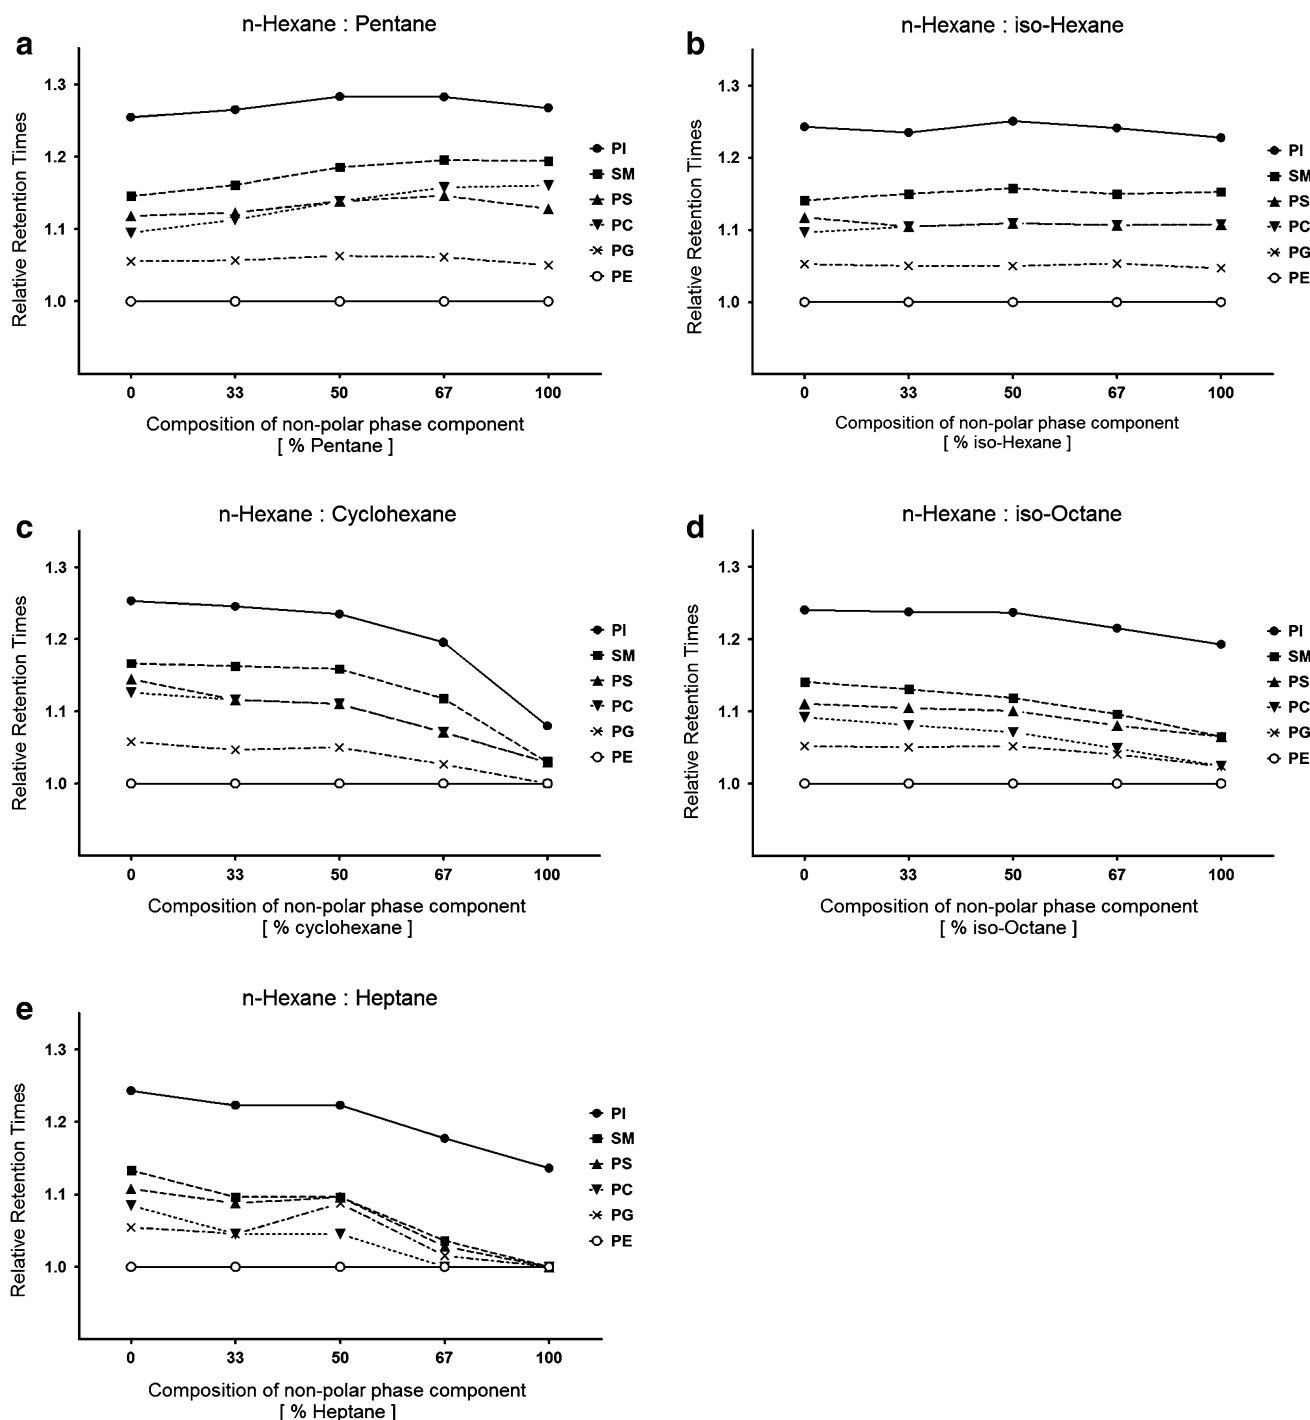 a
n-Hexane : Pentane
Relative Retention Times
1.3
1.2
1.1
1.0
0 33 50 67 100
Composition of non-polar phase component
[ % Pentane ]
PI
SM
PS
PC
PG
PE
b
n-Hexane : iso-Hexane
Relative Retention Times
1.3
1.2
1.1
1.0
0 33 50 67 100
Composition of non-polar phase component
[ % iso-Hexane ]
PI
SM
PS
PC
PG
PE
c
n-Hexane : Cyclohexane
Relative Retention Times
1.3
1.2
1.1
1.0
0 33 50 67 100
Composition of non-polar phase component
[ % cyclohexane ]
PI
SM
PS
PC
PG
PE
d
n-Hexane : iso-Octane
Relative Retention Times
1.3
1.2
1.1
1.0
0 33 50 67 100
Composition of non-polar phase component
[ % iso-Octane ]
PI
SM
PS
PC
PG
PE
e
n-Hexane : Heptane
Relative Retention Times
1.3
1.2
1.1
1.0
0 33 50 67 100
Composition of non-polar phase component
[ % Heptane ]
PI
SM
PS
PC
PG
PE